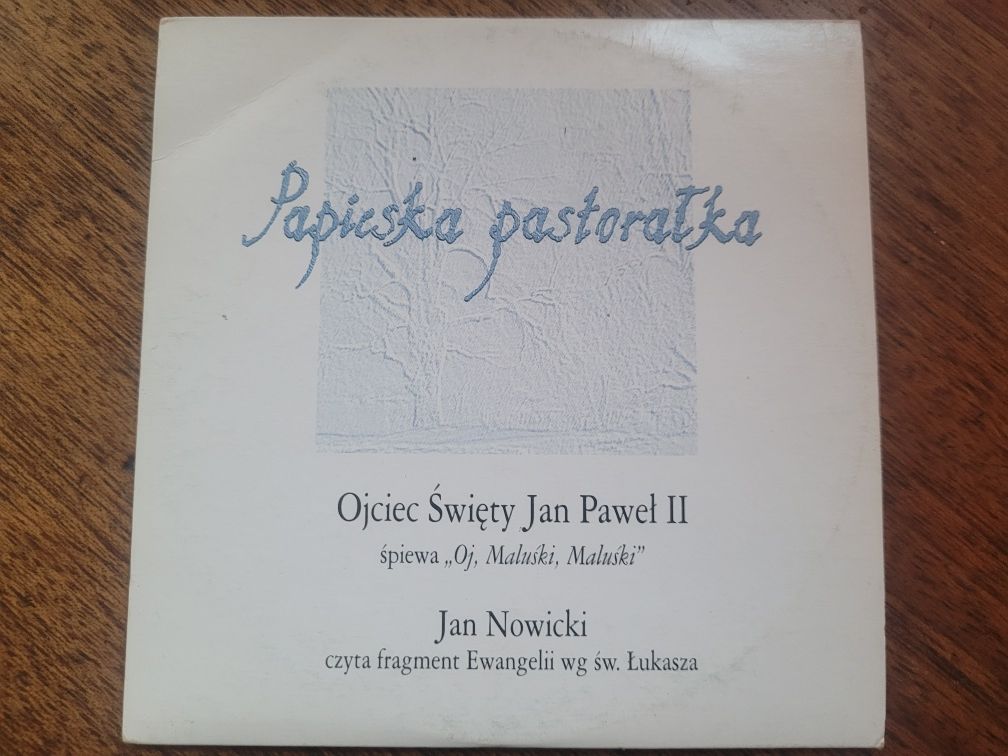 Papieska pastorałka
Ojciec Święty Jan Paweł II
śpiewa „Oj, Maluśki, Maluśki”
Jan Nowicki
czyta fragment Ewangelii wg św. Łukasza